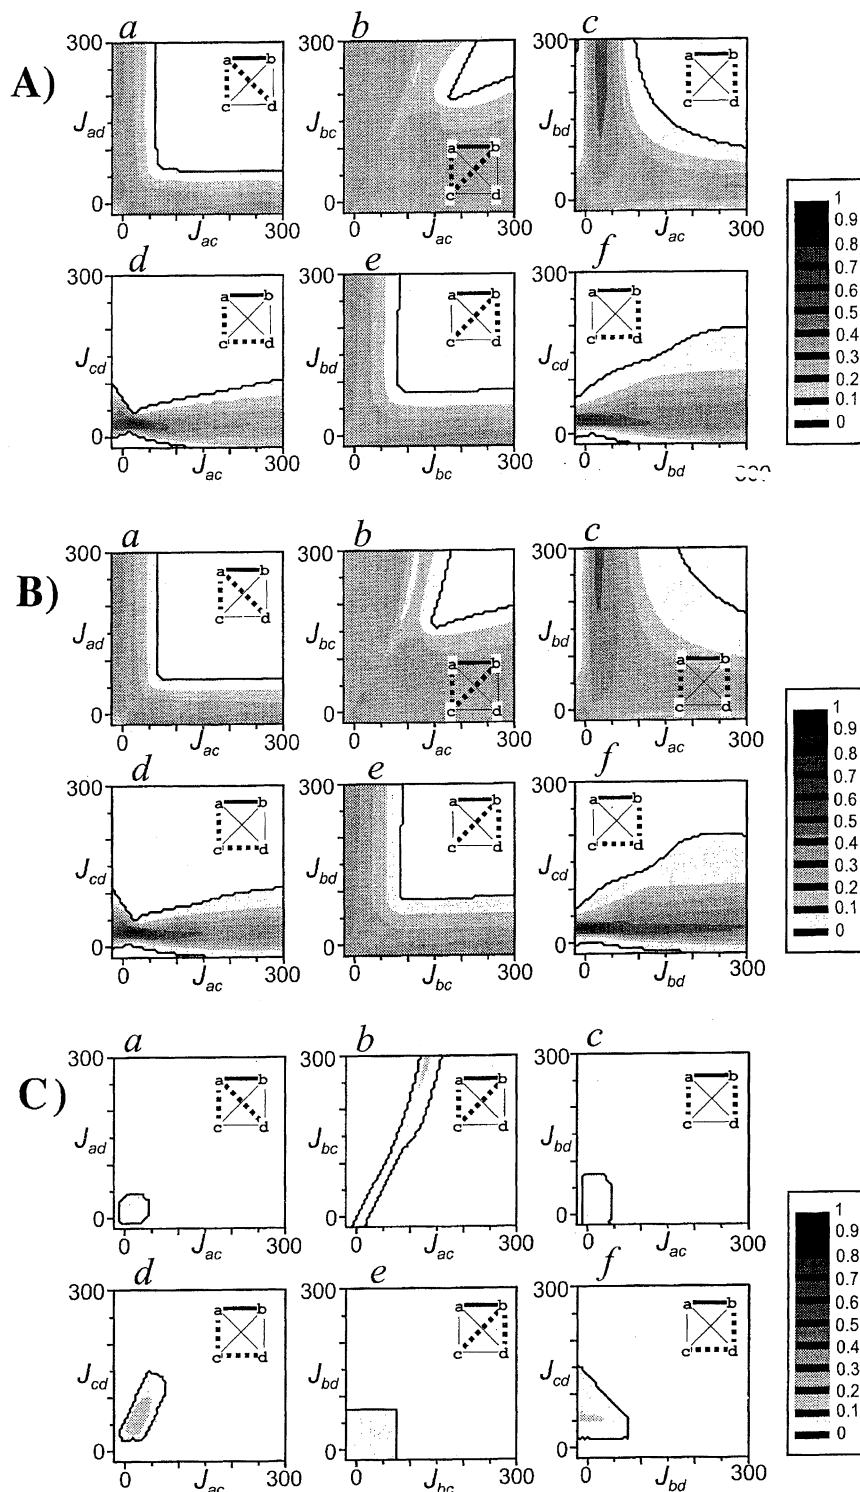 A)
a b c
300 300 300
a b a b
J_ad J_bc a b J_bd
c d c d
c d
0 0 0
0 J_ac 300 0 J_ac 300 0 J_ac 300
d e f
300 300 300
a b a b a b
J_cd J_bd J_cd
c d c d c d
0 0 0
0 J_ac 300 0 J_bc 300 0 J_bd 300
1
0.9
0.8
0.7
0.6
0.5
0.4
0.3
0.2
0.1
0
B)
a b c
300 300 300
a b
J_ad J_bc J_bd
c d a b a b
c d c d
0 0 0
0 J_ac 300 0 J_ac 300 0 J_ac 300
d e f
300 300 300
a b a b a b
J_cd J_bd J_cd
c d c d c d
0 0 0
0 J_ac 300 0 J_bc 300 0 J_bd 300
1
0.9
0.8
0.7
0.6
0.5
0.4
0.3
0.2
0.1
0
C)
a b c
300 300 300
a b a b a b
J_ad J_bc J_bd
c d c d c d
0 0 0
0 J_ac 300 0 J_ac 300 0 J_ac 300
d e f
300 300 300
a b a b a b
J_cd J_bd J_cd
c d c d c d
0 0 0
0 J_ac 300 0 J_bc 300 0 J_bd 300
1
0.9
0.8
0.7
0.6
0.5
0.4
0.3
0.2
0.1
0